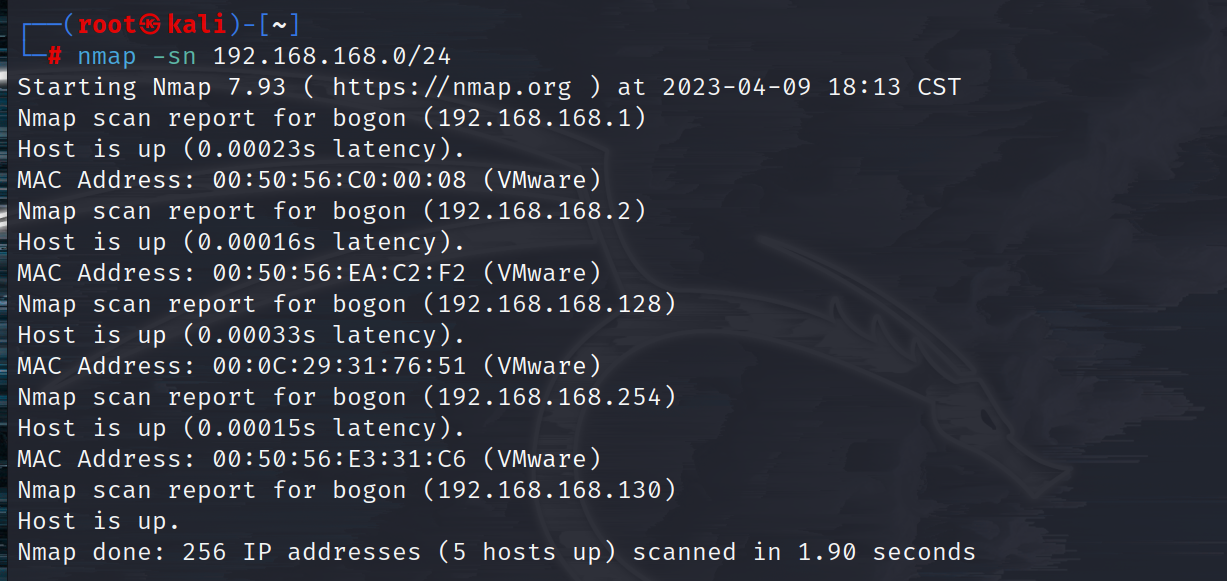 ┌──(root㉿kali)-[~]
└─# nmap -sn 192.168.168.0/24
Starting Nmap 7.93 ( https://nmap.org ) at 2023-04-09 18:13 CST
Nmap scan report for bogon (192.168.168.1)
Host is up (0.00023s latency).
MAC Address: 00:50:56:C0:00:08 (VMware)
Nmap scan report for bogon (192.168.168.2)
Host is up (0.00016s latency).
MAC Address: 00:50:56:EA:C2:F2 (VMware)
Nmap scan report for bogon (192.168.168.128)
Host is up (0.00033s latency).
MAC Address: 00:0C:29:31:76:51 (VMware)
Nmap scan report for bogon (192.168.168.254)
Host is up (0.00015s latency).
MAC Address: 00:50:56:E3:31:C6 (VMware)
Nmap scan report for bogon (192.168.168.130)
Host is up.
Nmap done: 256 IP addresses (5 hosts up) scanned in 1.90 seconds